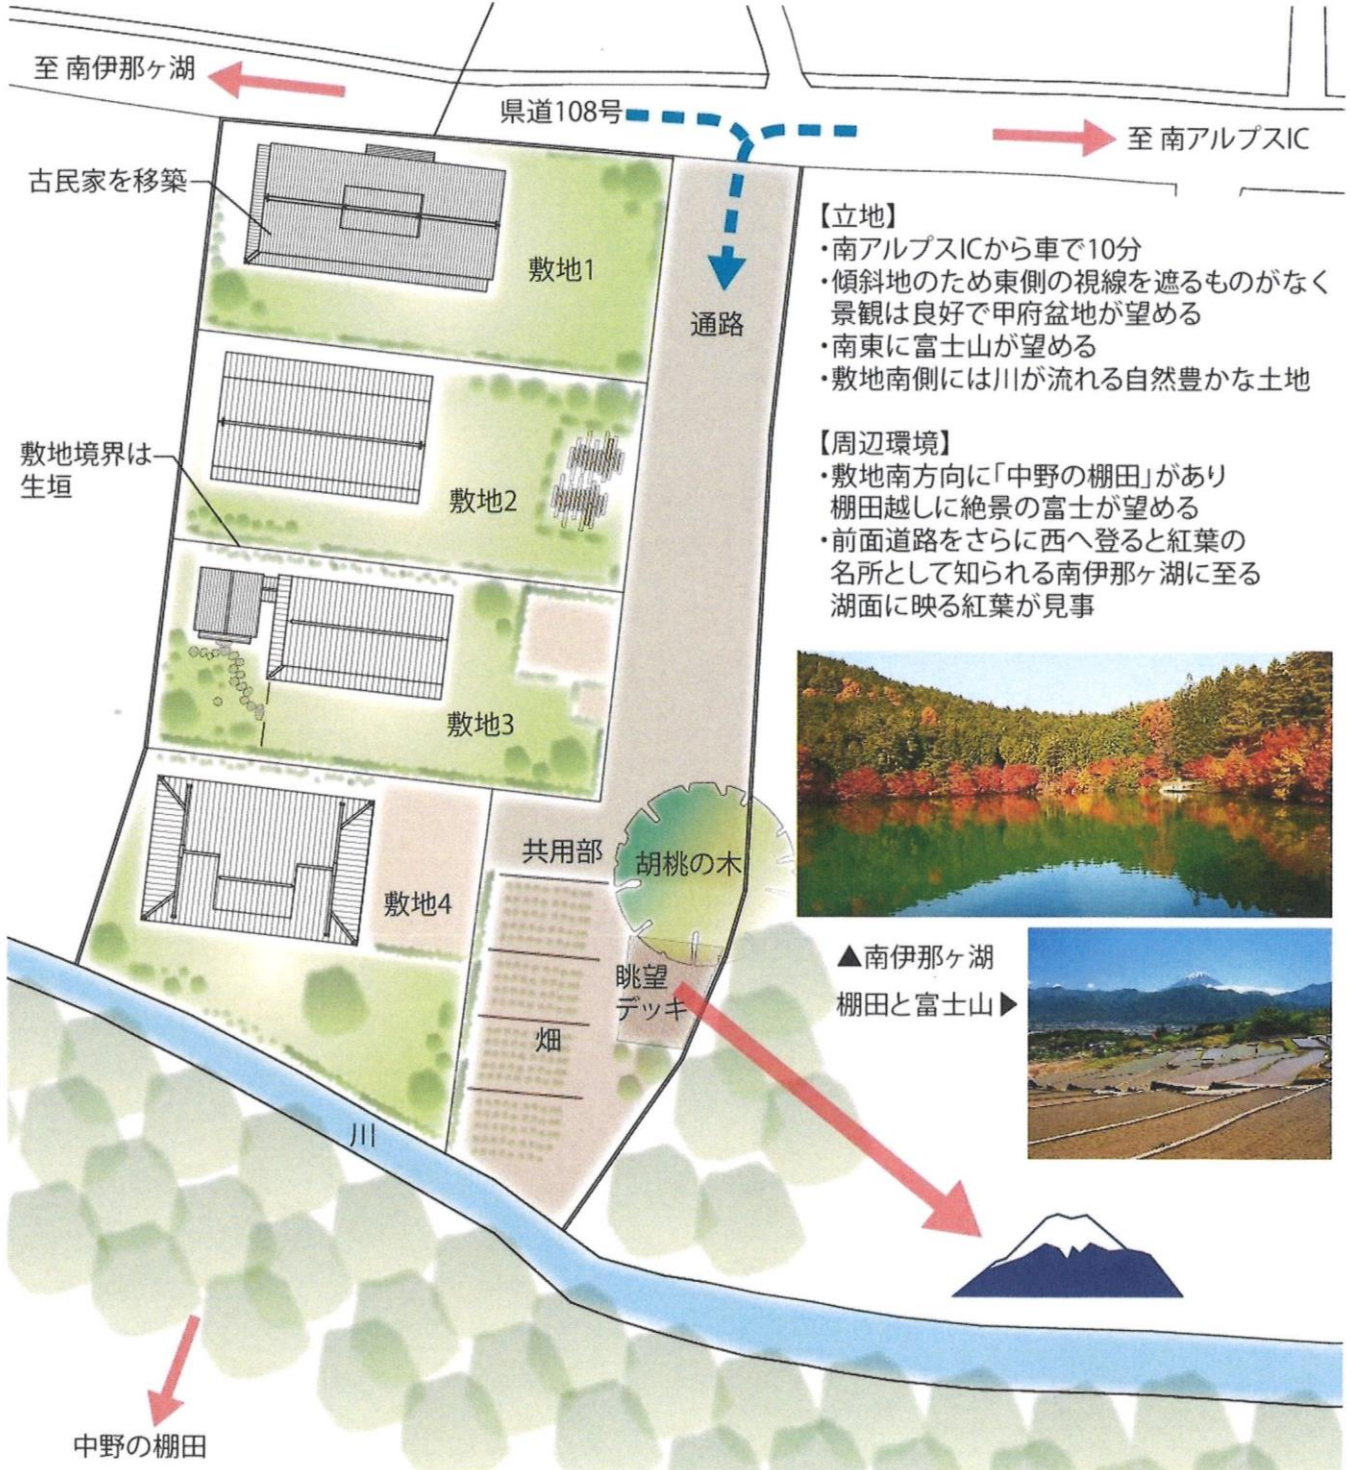 至 南伊那ヶ湖
県道108号
至 南アルプスIC
古民家を移築
敷地1
通路
【立地】
・南アルプスICから車で10分
・傾斜地のため東側の視線を遮るものがなく
景観は良好で甲府盆地が望める
・南東に富士山が望める
・敷地南側には川が流れる自然豊かな土地
敷地境界は
生垣
敷地2
【周辺環境】
・敷地南方向に「中野の棚田」があり
棚田越しに絶景の富士が望める
・前面道路をさらに西へ登ると紅葉の
名所として知られる南伊那ヶ湖に至る
湖面に映る紅葉が見事
敷地3
共用部
胡桃の木
敷地4
▲南伊那ヶ湖
棚田と富士山▶
眺望
デッキ
畑
川
中野の棚田